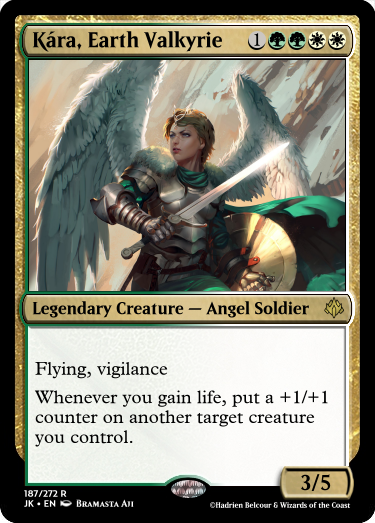 Ķára, Earth Valkyrie 1
Legendary Creature — Angel Soldier
Flying, vigilance
Whenever you gain life, put a +1/+1
counter on another target creature
you control.
3/5
187/272 R
JK • EN Bramasta Aji
©Hadrien Belcour & Wizards of the Coast